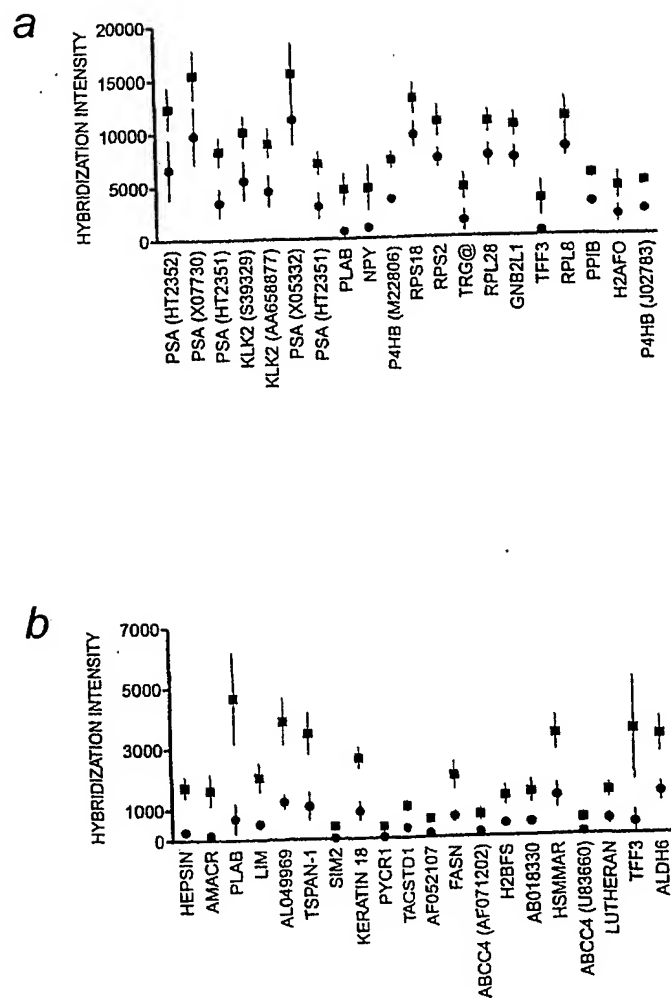 a
HYBRIDIZATION INTENSITY
20000
15000
10000
5000
0
PSA (HT2352)
PSA (X07730)
PSA (HT2351)
KLK2 (S39329)
KLK2 (AA658877)
PSA (X05332)
PSA (HT2351)
PLAB
NPY
P4HB (M22806)
RPS18
RPS2
TRG@
RPL28
GNB2L1
TFF3
RPL8
PPIB
H2AFO
P4HB (J02783)
b
HYBRIDIZATION INTENSITY
7000
5000
3000
1000
0
HEPSIN
AMACR
PLAB
LIM
AL049969
TSPAN-1
SIM2
KERATIN 18
PYCR1
TACSTD1
AF052107
FASN
ABCC4 (AF071202)
H2BFS
AB018330
HSMMAR
ABCC4 (U83660)
LUTHERAN
TFF3
ALDH6